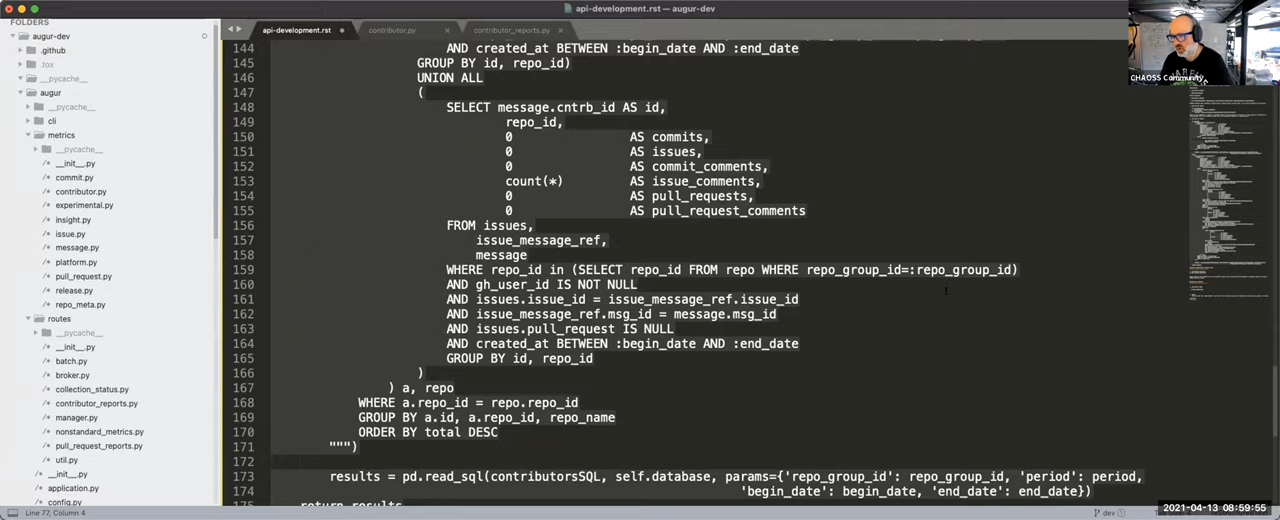 api-development.rst — augur-dev
FOLDERS
augur-dev
.github
.tox
__pycache__
augur
__pycache__
cli
metrics
__pycache__
__init__.py
commit.py
contributor.py
experimental.py
insight.py
issue.py
message.py
platform.py
pull_request.py
release.py
repo_meta.py
routes
__pycache__
__init__.py
batch.py
broker.py
collection_status.py
contributor_reports.py
manager.py
nonstandard_metrics.py
pull_request_reports.py
util.py
__init__.py
application.py
config.py
api-development.rst
contributor.py
contributor_reports.py
144 AND created_at BETWEEN :begin_date AND :end_date
145 GROUP BY id, repo_id)
146 UNION ALL
147 (
148 SELECT message.cntrb_id AS id,
149 repo_id,
150 0 AS commits,
151 0 AS issues,
152 0 AS commit_comments,
153 count(*) AS issue_comments,
154 0 AS pull_requests,
155 0 AS pull_request_comments
156 FROM issues,
157 issue_message_ref,
158 message
159 WHERE repo_id in (SELECT repo_id FROM repo WHERE repo_group_id=:repo_group_id)
160 AND gh_user_id IS NOT NULL
161 AND issues.issue_id = issue_message_ref.issue_id
162 AND issue_message_ref.msg_id = message.msg_id
163 AND issues.pull_request IS NULL
164 AND created_at BETWEEN :begin_date AND :end_date
165 GROUP BY id, repo_id
166 )
167 ) a, repo
168 WHERE a.repo_id = repo.repo_id
169 GROUP BY a.id, a.repo_id, repo_name
170 ORDER BY total DESC
171 """)
172
173 results = pd.read_sql(contributorsSQL, self.database, params={'repo_group_id': repo_group_id, 'period': period,
174 'begin_date': begin_date, 'end_date': end_date})
175 return results
CHAOSS Community
Line 77, Column 4
dev
2021-04-13 08:59:55